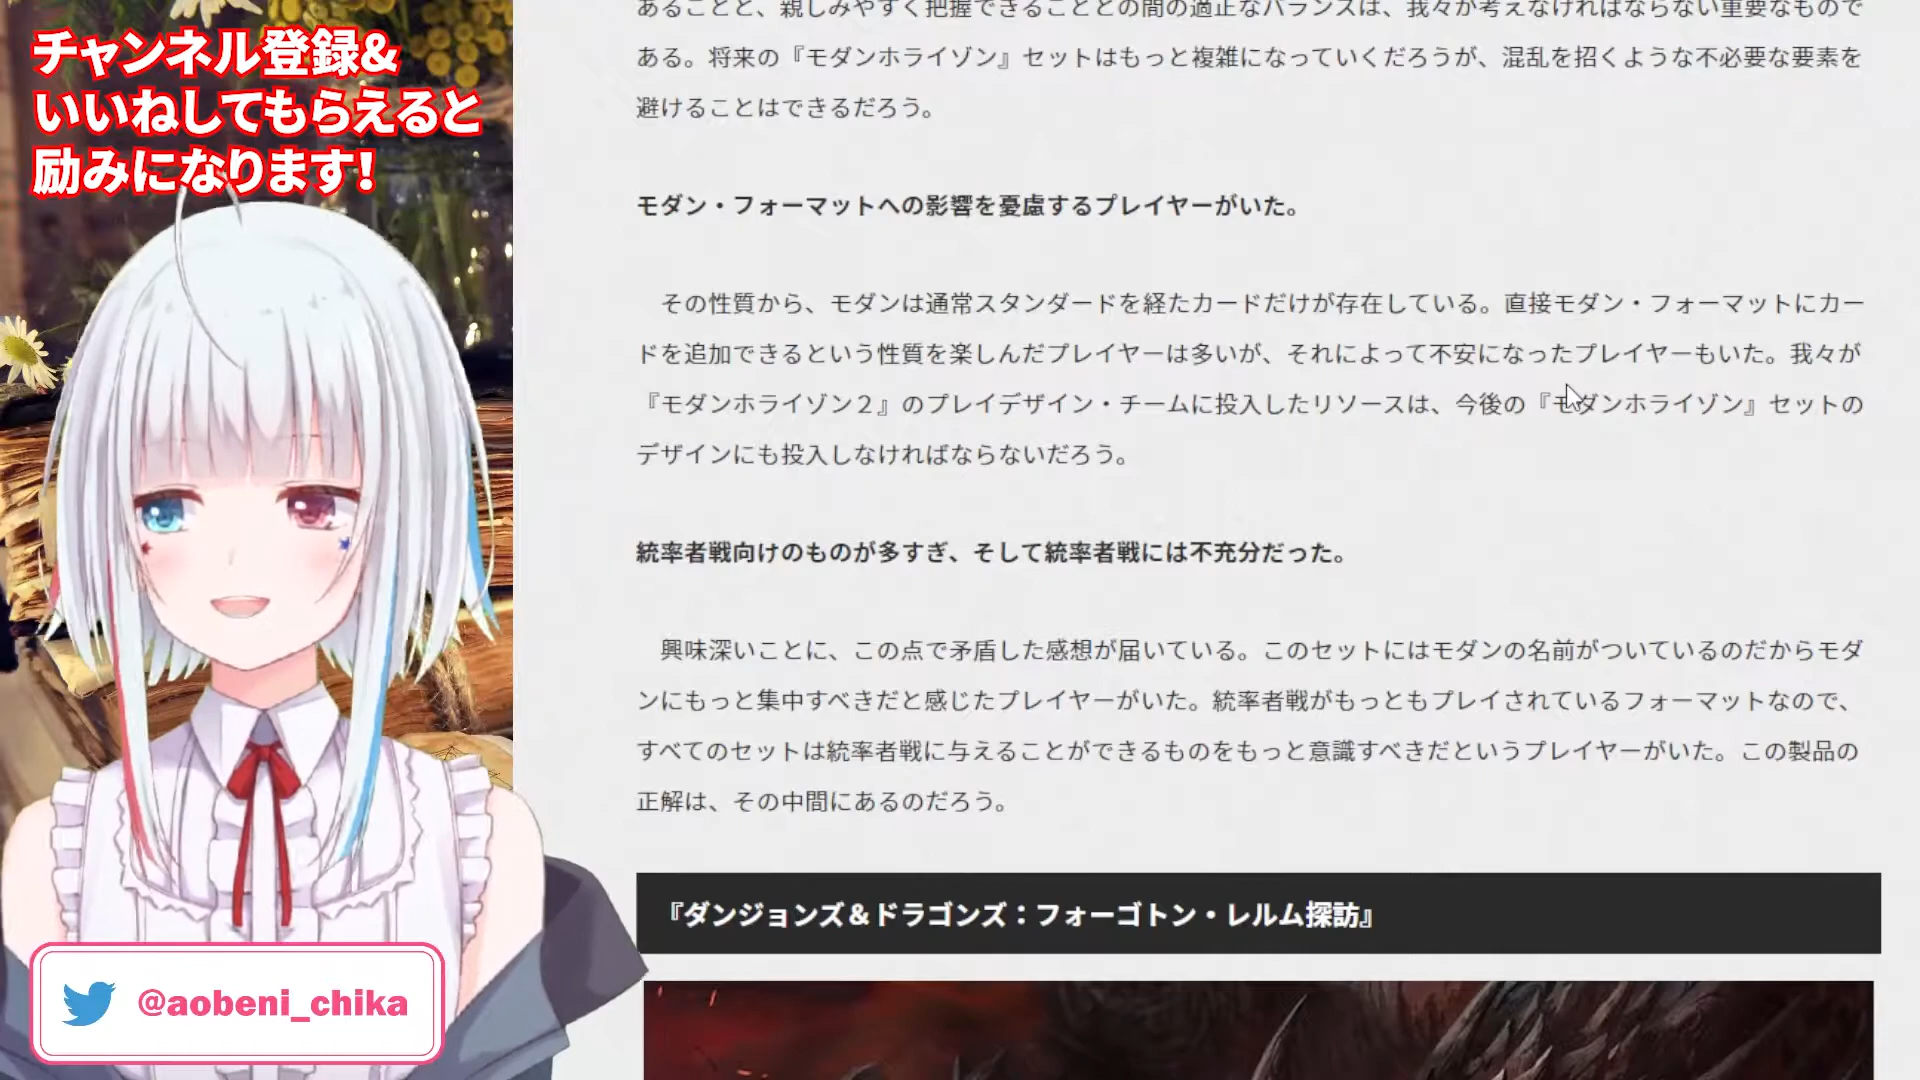 チャンネル登録&
いいねしてもらえると
励みになります!
@aobeni_chika
あることと、親しみやすく把握できることとの間の適正なバランスは、我々が考えなければならない重要なもので
ある。将来の『モダンホライゾン』セットはもっと複雑になっていくだろうが、混乱を招くような不必要な要素を
避けることはできるだろう。
モダン・フォーマットへの影響を憂慮するプレイヤーがいた。
その性質から、モダンは通常スタンダードを経たカードだけが存在している。直接モダン・フォーマットにカー
ドを追加できるという性質を楽しんだプレイヤーは多いが、それによって不安になったプレイヤーもいた。我々が
『モダンホライゾン2』のプレイデザイン・チームに投入したリソースは、今後の『モダンホライゾン』セットの
デザインにも投入しなければならないだろう。
統率者戦向けのものが多すぎ、そして統率者戦には不充分だった。
興味深いことに、この点で矛盾した感想が届いている。このセットにはモダンの名前がついているのだからモダ
ンにもっと集中すべきだと感じたプレイヤーがいた。統率者戦がもっともプレイされているフォーマットなので、
すべてのセットは統率者戦に与えることができるものをもっと意識すべきだというプレイヤーがいた。この製品の
正解は、その中間にあるのだろう。
『ダンジョンズ&ドラゴンズ:フォーゴトン・レルム探訪』